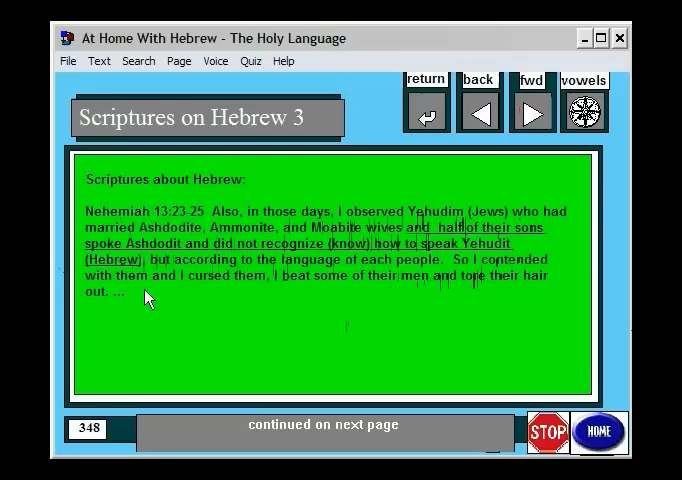 At Home With Hebrew - The Holy Language
File Text Search Page Voice Quiz Help
return back fwd vowels
Scriptures on Hebrew 3
Scriptures about Hebrew:
Nehemiah 13:23-25 Also, in those days, I observed Yehudim (Jews) who had
married Ashdodite, Ammonite, and Moabite wives and half of their sons
spoke Ashdodit and did not recognize (know) how to speak Yehudit
(Hebrew), but according to the language of each people. So I contended
with them and I cursed them, I beat some of their men and tore their hair
out. ...
348
continued on next page
STOP
HOME